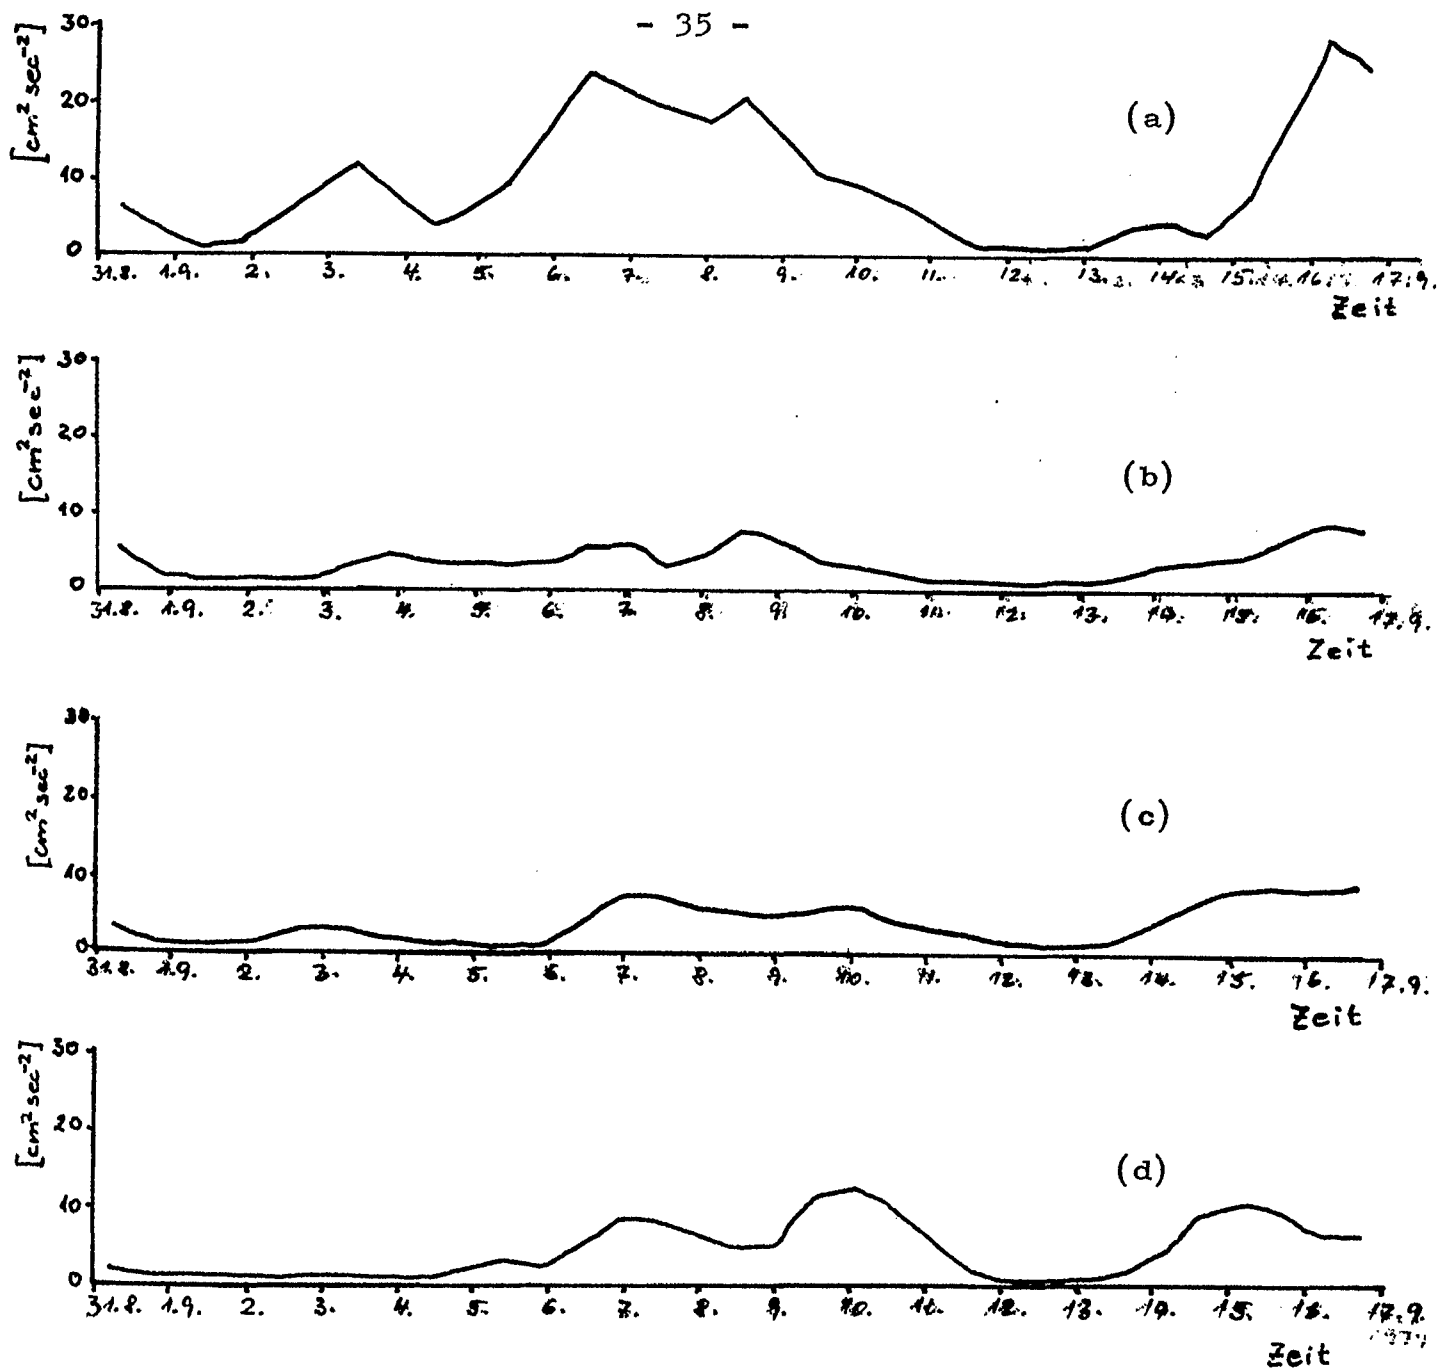 - 35 -
[cm² sec⁻²]
30
20
10
0
(a)
31.8. 1.9. 2. 3. 4. 5. 6. 7. 8. 9. 10. 11. 12. 13. 14. 15. 16. 17.9.
Zeit
[cm² sec⁻²]
30
20
10
0
(b)
31.8. 1.9. 2. 3. 4. 5. 6. 7. 8. 9. 10. 11. 12. 13. 14. 15. 16. 17.9.
Zeit
[cm² sec⁻²]
30
20
10
0
(c)
31.8. 1.9. 2. 3. 4. 5. 6. 7. 8. 9. 10. 11. 12. 13. 14. 15. 16. 17.9.
Zeit
[cm² sec⁻²]
30
20
10
0
(d)
31.8. 1.9. 2. 3. 4. 5. 6. 7. 8. 9. 10. 11. 12. 13. 14. 15. 16. 17.9.
Zeit